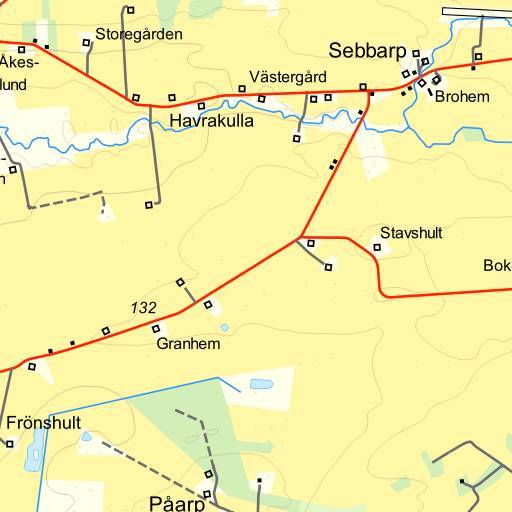 Storegården
Sebbarp
Åkes-
lund
Västergård
Brohem
Havrakulla
n
Stavshult
Bok
132
Granhem
Frönshult
Påarp